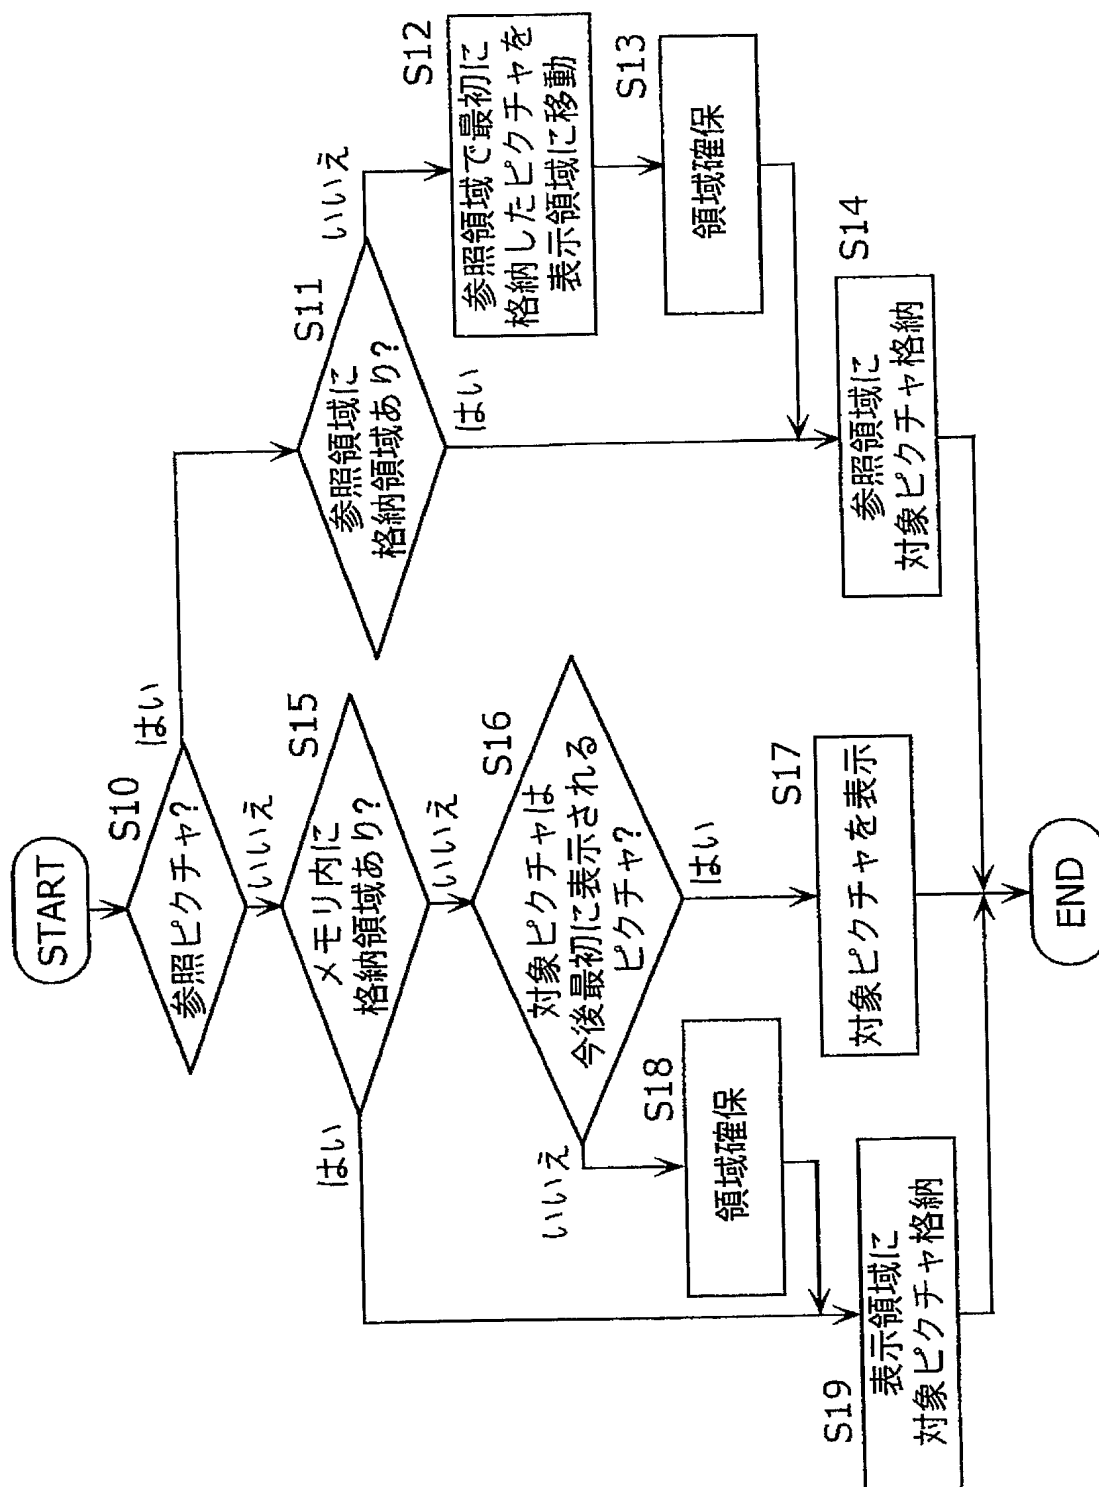 START
S10
参照ピクチャ?
はい
いいえ
S11
参照領域に
格納領域あり?
いいえ
はい
S12
参照領域で最初に
格納したピクチャを
表示領域に移動
S13
領域確保
S14
参照領域に
対象ピクチャ格納
S15
メモリ内に
格納領域あり?
はい
いいえ
S16
対象ピクチャは
今後最初に表示される
ピクチャ?
はい
いいえ
S17
対象ピクチャを表示
S18
領域確保
S19
表示領域に
対象ピクチャ格納
END